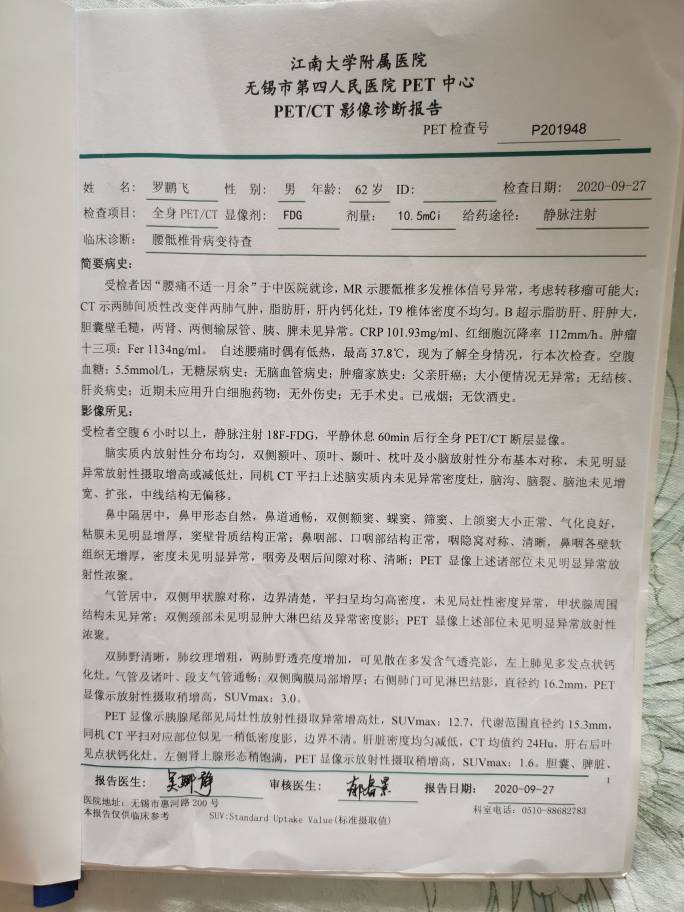 江南大学附属医院
无锡市第四人民医院 PET 中心
PET/CT 影像诊断报告
PET 检查号 P201948
姓 名: 罗鹏飞 性 别: 男 年龄: 62 岁 ID: 检查日期: 2020-09-27
检查项目: 全身 PET/CT 显像剂: FDG 剂量: 10.5mCi 给药途径: 静脉注射
临床诊断: 腰骶椎骨病变待查
简要病史:
受检者因“腰痛不适一月余”于中医院就诊，MR 示腰骶椎多发椎体信号异常，考虑转移瘤可能大；
CT 示两肺间质性改变伴两肺气肿，脂肪肝，肝内钙化灶，T9 椎体密度不均匀。B 超示脂肪肝、肝肿大，
胆囊壁毛糙，两肾、两侧输尿管、胰、脾未见异常。CRP 101.93mg/ml、红细胞沉降率 112mm/h。肿瘤
十三项: Fer 1134ng/ml。 自述腰痛时偶有低热，最高 37.8℃，现为了解全身情况，行本次检查。空腹
血糖: 5.5mmol/L，无糖尿病史；无脑血管病史；肿瘤家族史: 父亲肝癌；大小便情况无异常；无结核、
肝炎病史；近期未应用升白细胞药物；无外伤史；无手术史。已戒烟；无饮酒史。
影像所见:
受检者空腹 6 小时以上，静脉注射 18F-FDG，平静休息 60min 后行全身 PET/CT 断层显像。
脑实质内放射性分布均匀，双侧额叶、顶叶、颞叶、枕叶及小脑放射性分布基本对称，未见明显
异常放射性摄取增高或减低灶，同机 CT 平扫上述脑实质内未见异常密度灶，脑沟、脑裂、脑池未见增
宽、扩张，中线结构无偏移。
鼻中隔居中，鼻甲形态自然，鼻道通畅，双侧额窦、蝶窦、筛窦、上颌窦大小正常、气化良好，
粘膜未见明显增厚，窦壁骨质结构正常；鼻咽部、口咽部结构正常，咽隐窝对称、清晰，鼻咽各壁软
组织无增厚，密度未见明显异常，咽旁及咽后间隙对称、清晰；PET 显像上述诸部位未见明显异常放
射性浓聚。
气管居中，双侧甲状腺对称，边界清楚，平扫呈均匀高密度，未见局灶性密度异常，甲状腺周围
结构未见异常；双侧颈部未见明显肿大淋巴结及异常密度影；PET 显像上述部位未见明显异常放射性
浓聚。
双肺野清晰，肺纹理增粗，两肺野透亮度增加，可见散在多发含气透亮影，左上肺见多发点状钙
化灶。气管及诸叶、段支气管通畅；双侧胸膜局部增厚；右侧肺门可见淋巴结影，直径约 16.2mm，PET
显像示放射性摄取稍增高，SUVmax: 3.0。
PET 显像示胰腺尾部见局灶性放射性摄取异常增高灶，SUVmax: 12.7，代谢范围直径约 15.3mm，
同机 CT 平扫对应部位似见一稍低密度影，边界不清。肝脏密度均匀减低，CT 均值约 24Hu，肝右后叶
见点状钙化灶。左侧肾上腺形态稍饱满，PET 显像示放射性摄取稍增高，SUVmax: 1.6。胆囊、脾脏、
1
报告医生: 审核医生: 报告日期: 2020-09-27
医院地址: 无锡市惠河路 200 号 科室电话: 0510-88682783
本报告仅供临床参考 SUV:Standard Uptake Value(标准摄取值)